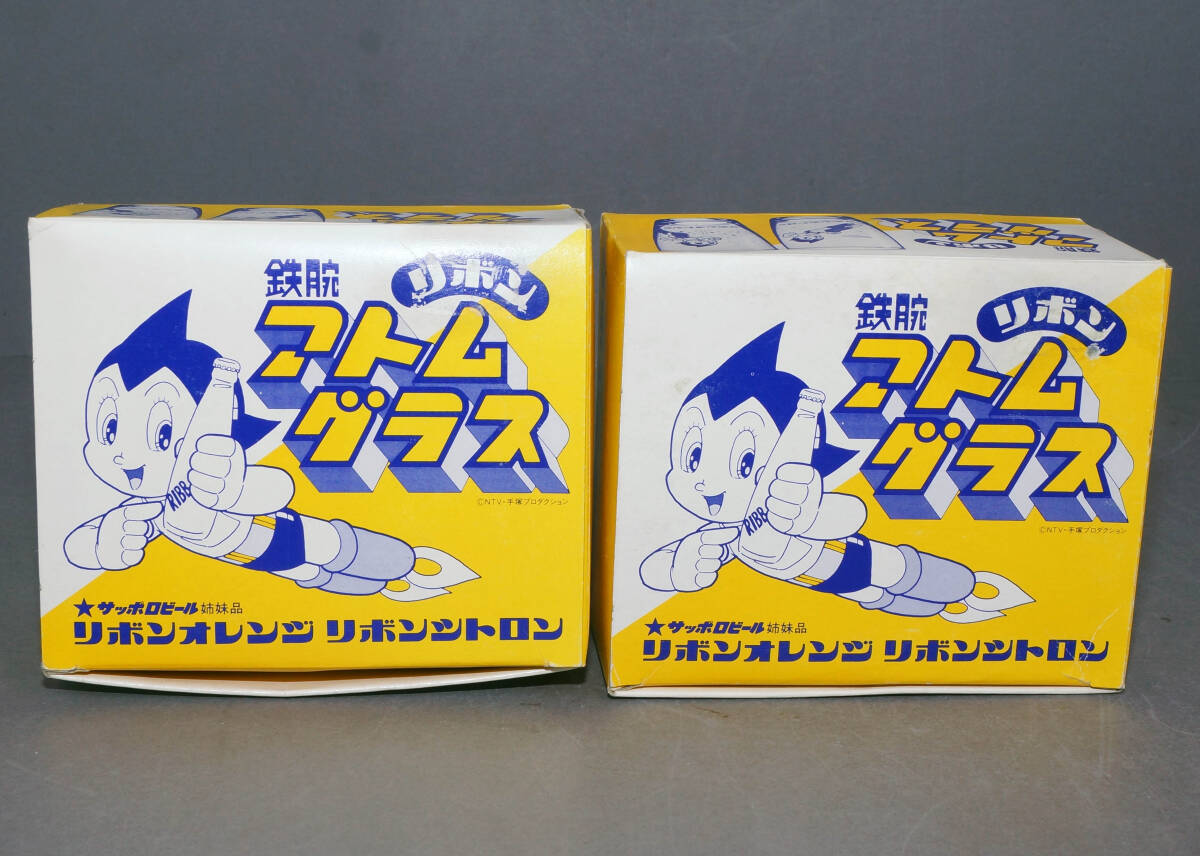 鉄腕
リボン
アトム
グラス
RIBB
©NTV・手塚プロダクション
★サッポロビール姉妹品
リボンオレンジ リボンシトロン
鉄腕
リボン
アトム
グラス
RIBB
©NTV・手塚プロダクション
★サッポロビール姉妹品
リボンオレンジ リボンシトロン